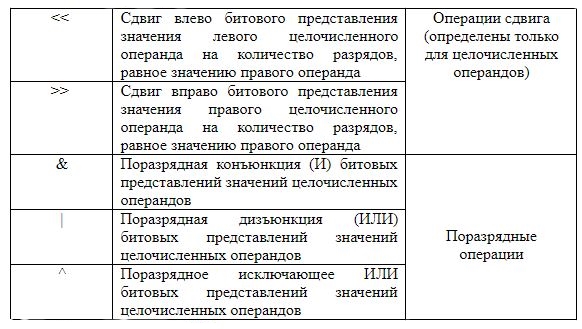 <<
Сдвиг влево битового представления
значения левого целочисленного
операнда на количество разрядов,
равное значению правого операнда
Операции сдвига
(определены только
для целочисленных
операндов)
>>
Сдвиг вправо битового представления
значения правого целочисленного
операнда на количество разрядов,
равное значению правого операнда
&
Поразрядная конъюнкция (И) битовых
представлений значений целочисленных
операндов
|
Поразрядная дизъюнкция (ИЛИ)
битовых представлений значений
целочисленных операндов
Поразрядные
операции
^
Поразрядное исключающее ИЛИ
битовых представлений значений
целочисленных операндов